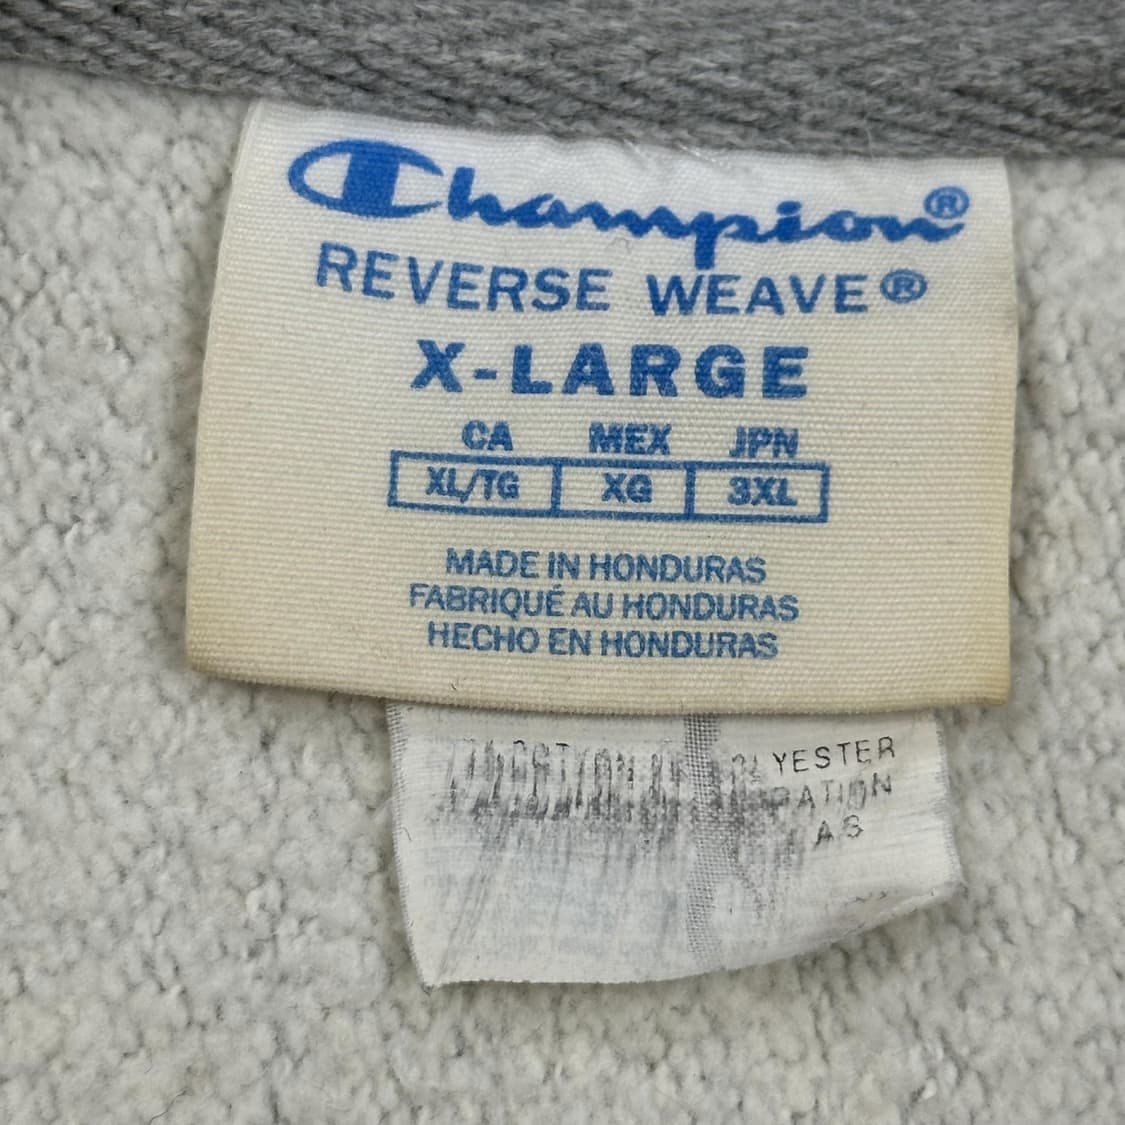 Champion®
REVERSE WEAVE®
X-LARGE
CA MEX JPN
XL/TG XG 3XL
MADE IN HONDURAS
FABRIQUÉ AU HONDURAS
HECHO EN HONDURAS
YESTER